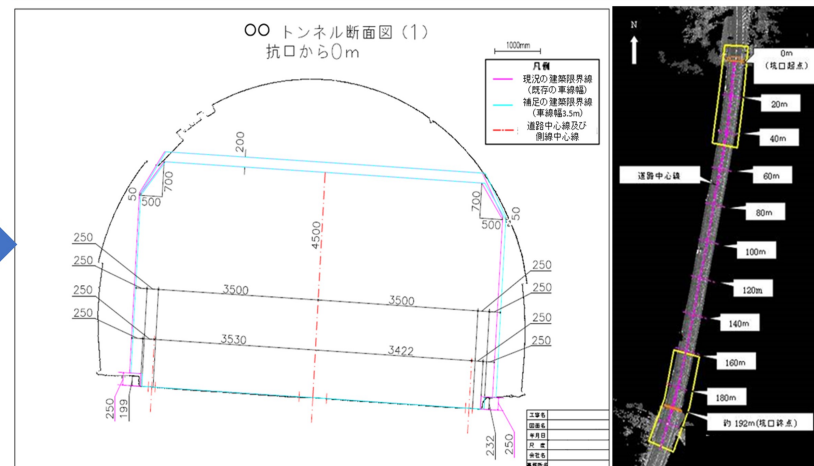 ○○ トンネル断面図（1）
抗口から0m
1000mm
凡例
現況の建築限界線
(既存の車線幅)
補足の建築限界線
(車線幅3.5m)
道路中心線及び
側線中心線
200
50
700
500
4500
700
500
50
250
250
3500
3500
250
250
250
250
3530
3422
250
250
250
199
232
250
工事名
図面名
年月日
尺度
会社名
N
0m
(坑口起点)
20m
40m
道路中心線
60m
80m
100m
120m
140m
160m
180m
約 192m(坑口終点)